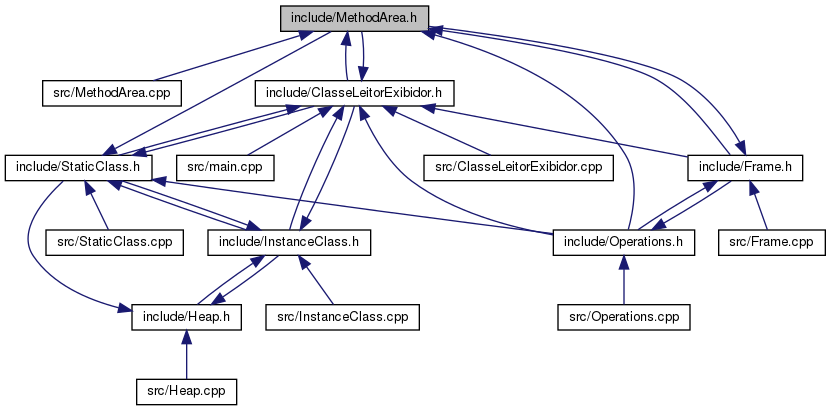 include/MethodArea.h
src/MethodArea.cpp
include/ClasseLeitorExibidor.h
include/StaticClass.h
src/main.cpp
src/ClasseLeitorExibidor.cpp
include/Frame.h
src/StaticClass.cpp
include/InstanceClass.h
include/Operations.h
src/Frame.cpp
include/Heap.h
src/InstanceClass.cpp
src/Operations.cpp
src/Heap.cpp